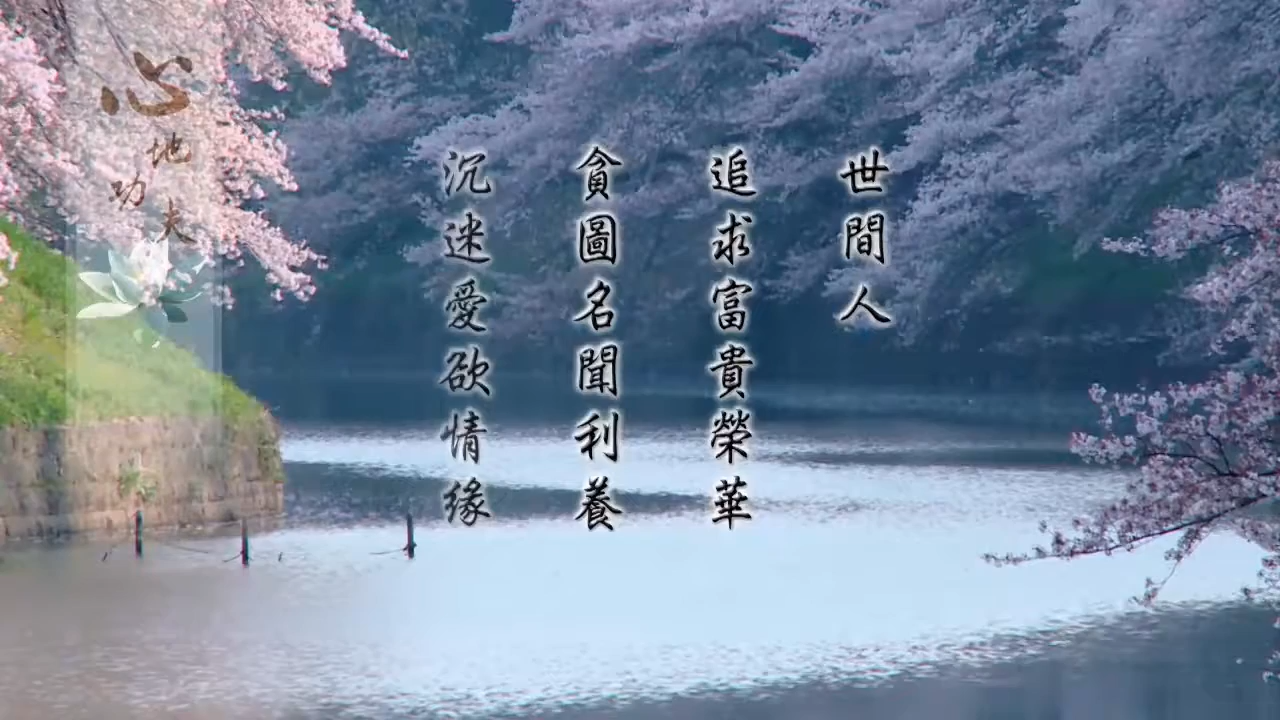 世間人
追求富貴榮華
貪圖名聞利養
沉迷愛欲情緣
心地功夫